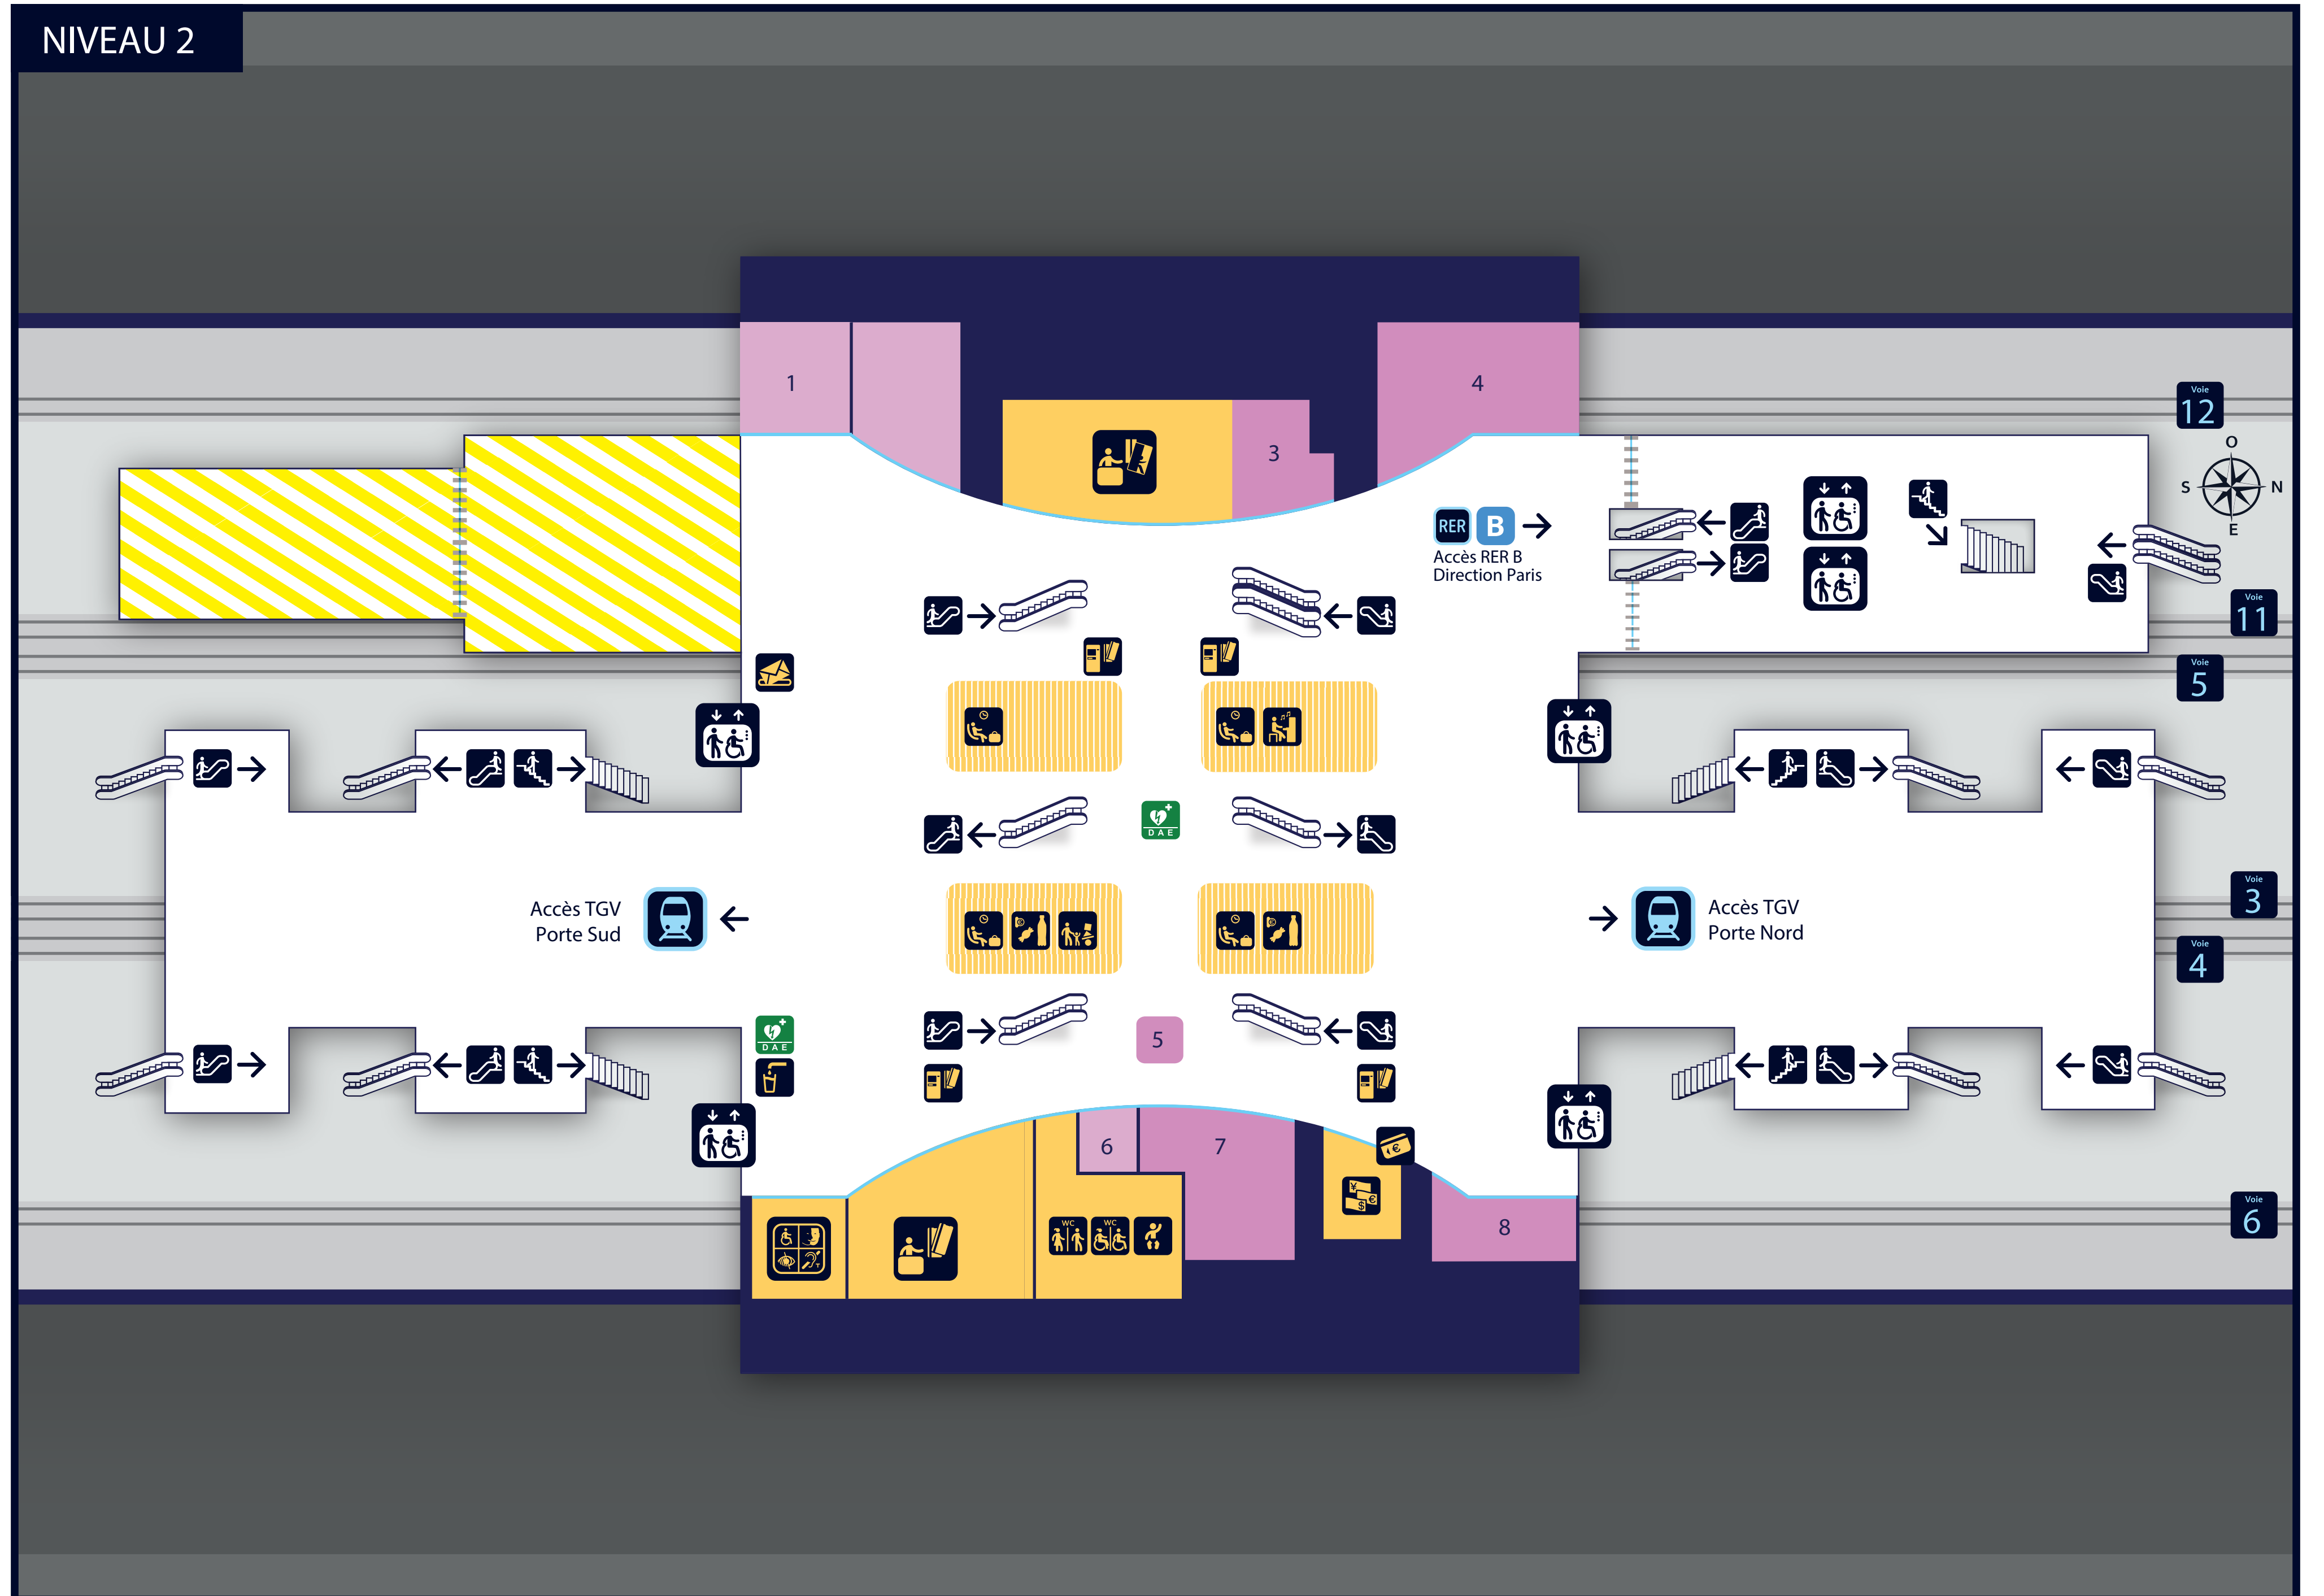 NIVEAU 2
1
4
3
Voie
12
O
S
N
E
RER B
Accès RER B
Direction Paris
Voie
11
Voie
5
DAE
Accès TGV
Porte Sud
Accès TGV
Porte Nord
Voie
3
Voie
4
DAE
5
6
7
€
¥
€
$
8
WC
WC
T
Voie
6